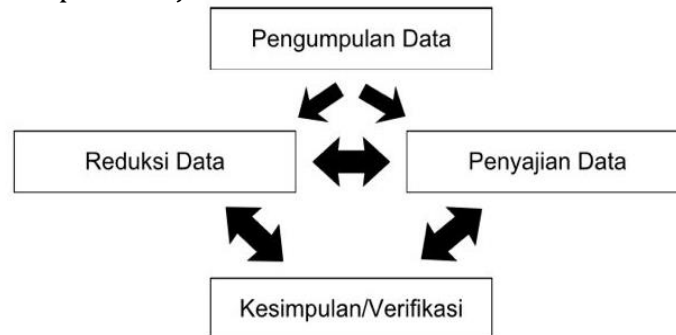 Pengumpulan Data
Reduksi Data
Penyajian Data
Kesimpulan/Verifikasi